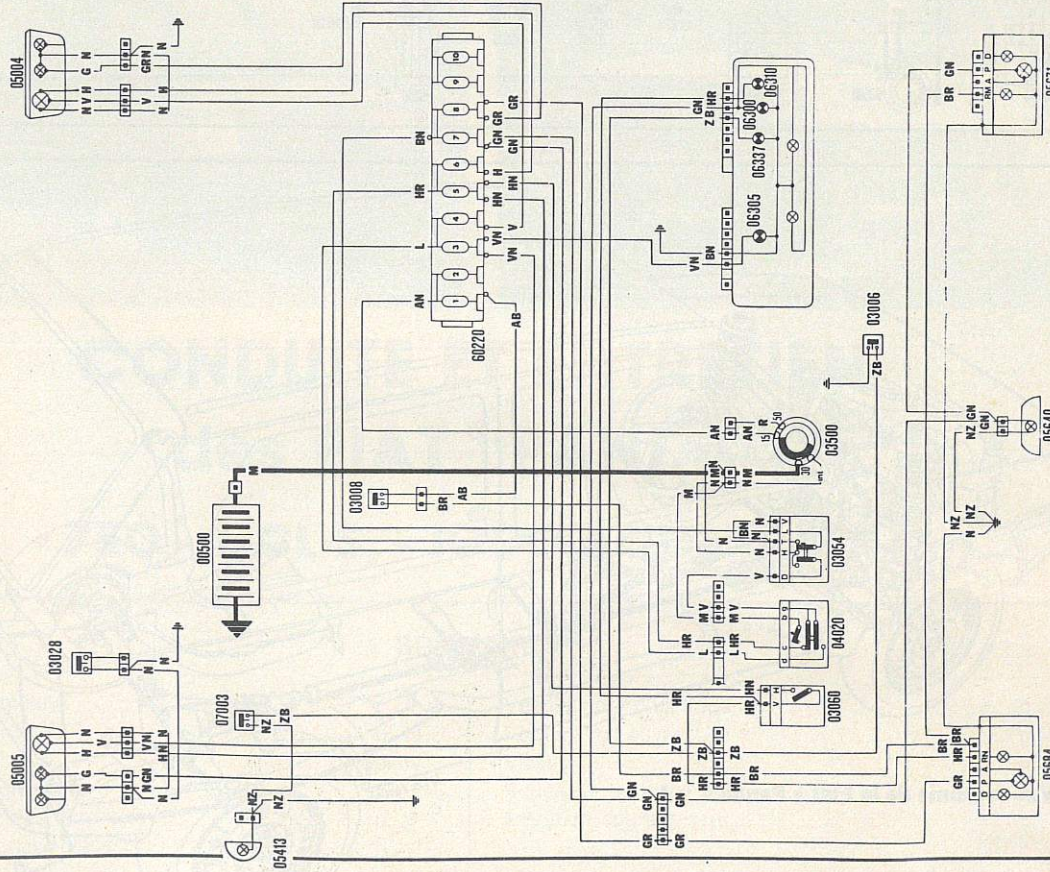 05004
N V H G N
N V H GRN N
05005
N G H V N
N N GN HN VN N
03028
N N
07003
NZ ZB
NZ
NZ
05413
00500
M
03008
BR AB
60220
1 2 3 4 5 6 7 8 9 10
AN L HR BN
AB VN VN V HN HN H GN GN GR GR
GN HR
Z B
06310
06300
06337
06305
VN BN
03006
ZB
AN R
AN
15
50
30
03500
M
N M N
N M
V N N BN N N
D H T L V
03054
M V
M V
D g
HR
L
L HR
c
04020
HR
HR
HN
V H
03060
ZB
ZB
ZB
BR
BR
HR
HR
GN
GN
GR
GR
BR GN
RM A P D
NZ
GN
GN
NZ
NZ
N
BR
BR
HR
GR
D P A RN